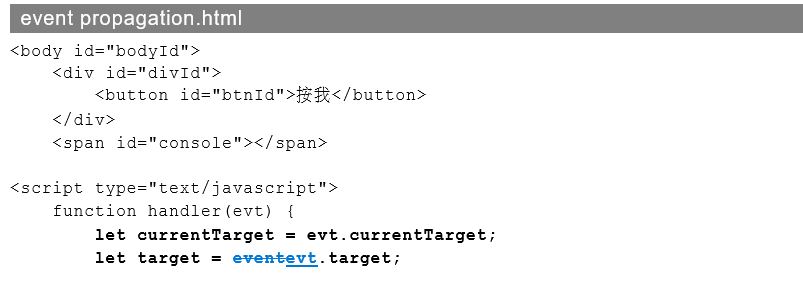 event propagation.html
<body id="bodyId">
    <div id="divId">
        <button id="btnId">按我</button>
    </div>
    <span id="console"></span>
<script type="text/javascript">
    function handler(evt) {
        let currentTarget = evt.currentTarget;
        let target = eventevt.target;